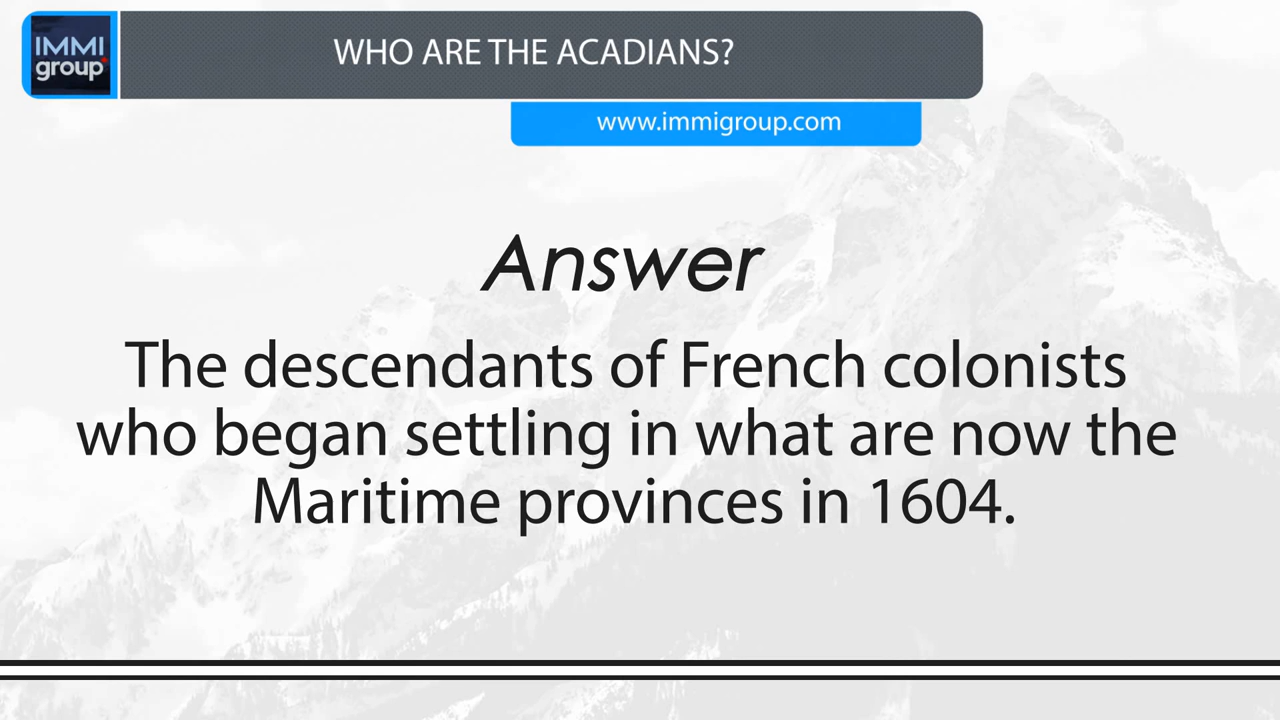 IMMI
group
WHO ARE THE ACADIANS?
www.immigroup.com
Answer
The descendants of French colonists
who began settling in what are now the
Maritime provinces in 1604.